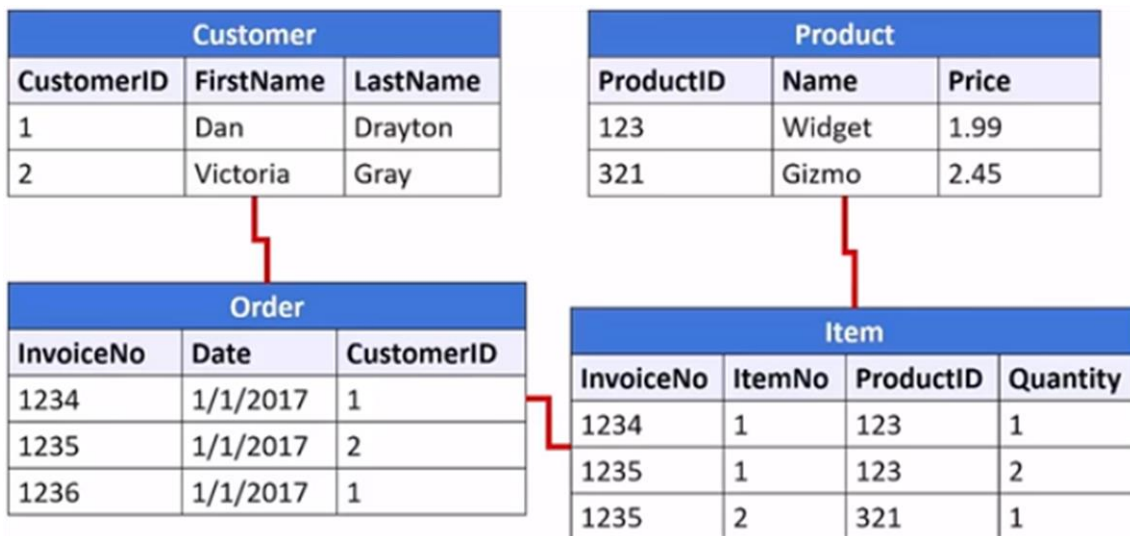 Customer
CustomerID FirstName LastName
1 Dan Drayton
2 Victoria Gray
Product
ProductID Name Price
123 Widget 1.99
321 Gizmo 2.45
Order
InvoiceNo Date CustomerID
1234 1/1/2017 1
1235 1/1/2017 2
1236 1/1/2017 1
Item
InvoiceNo ItemNo ProductID Quantity
1234 1 123 1
1235 1 123 2
1235 2 321 1